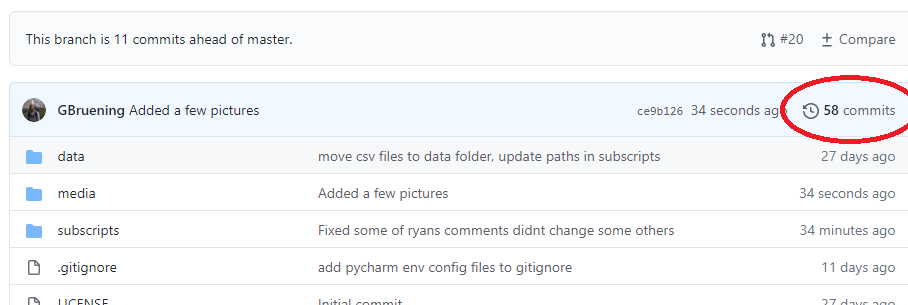 This branch is 11 commits ahead of master. #20 Compare
GBruening Added a few pictures ce9b126 34 seconds ago 58 commits
data move csv files to data folder, update paths in subscripts 27 days ago
media Added a few pictures 34 seconds ago
subscripts Fixed some of ryans comments didnt change some others 34 minutes ago
.gitignore add pycharm env config files to gitignore 11 days ago
LICENSE Initial commit 27 days ago